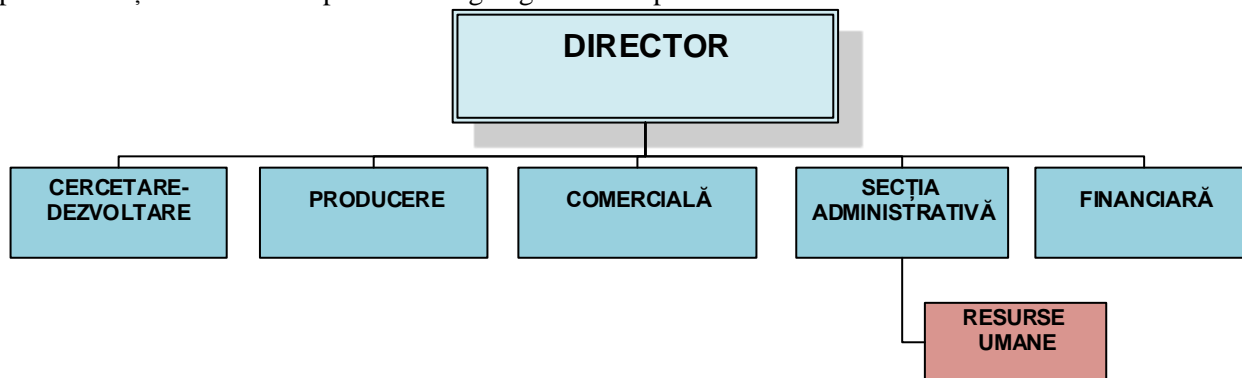 DIRECTOR
CERCETARE-
DEZVOLTARE
PRODUCERE
COMERCIALĂ
SECȚIA
ADMINISTRATIVĂ
FINANCIARĂ
RESURSE
UMANE